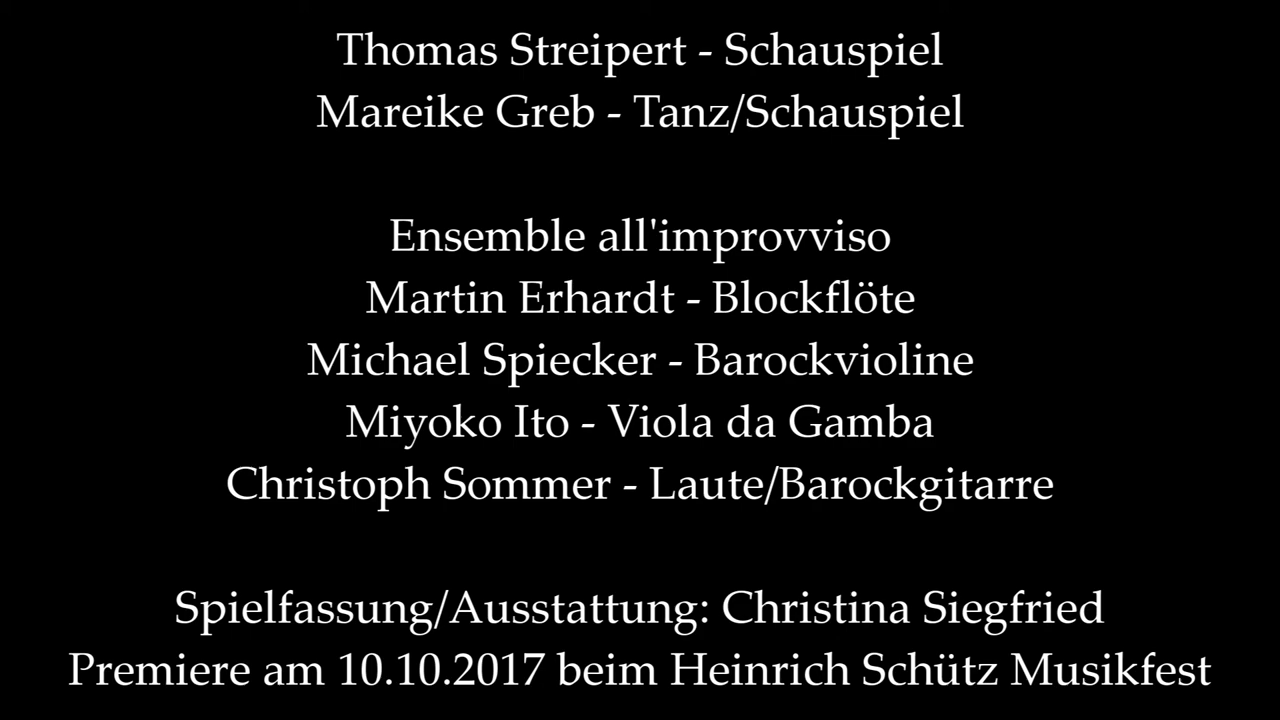 Thomas Streipert - Schauspiel
Mareike Greb - Tanz/Schauspiel
Ensemble all'improvviso
Martin Erhardt - Blockflöte
Michael Spiecker - Barockvioline
Miyoko Ito - Viola da Gamba
Christoph Sommer - Laute/Barockgitarre
Spielfassung/Ausstattung: Christina Siegfried
Premiere am 10.10.2017 beim Heinrich Schütz Musikfest